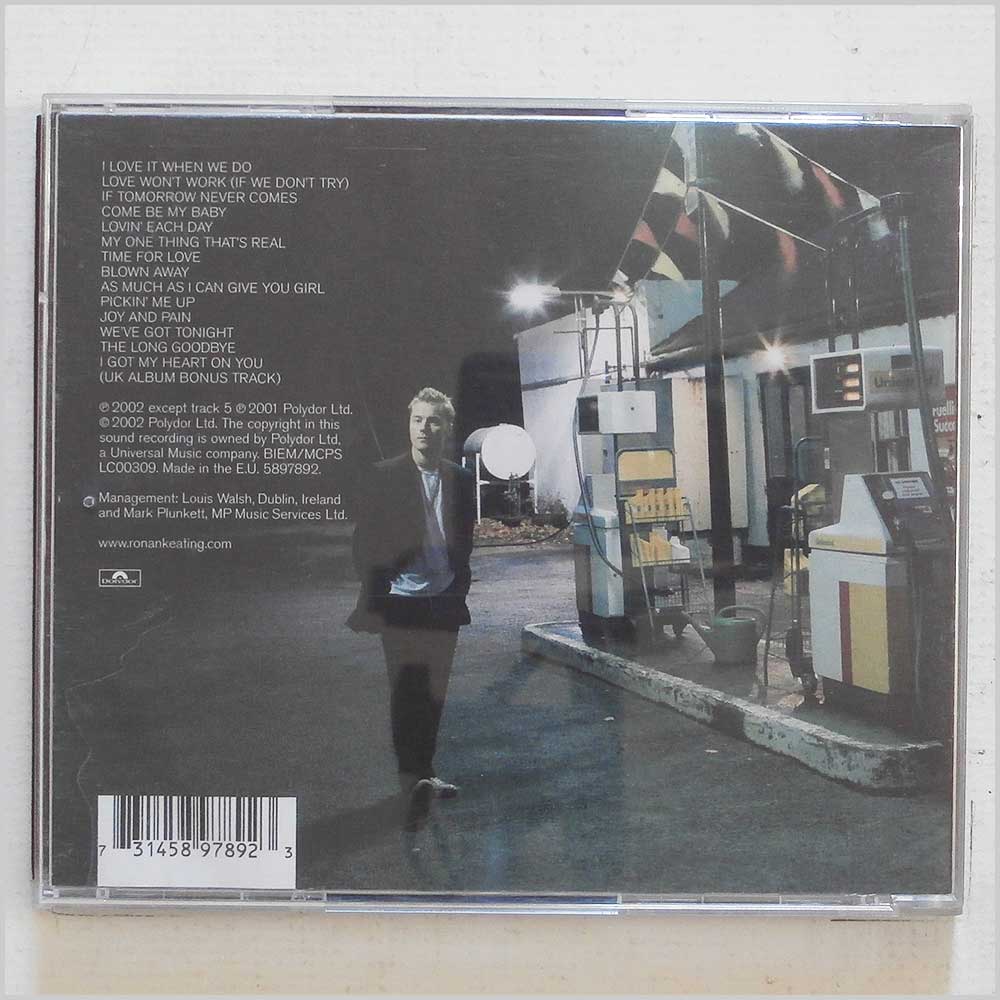 I LOVE IT WHEN WE DO
LOVE WON'T WORK (IF WE DON'T TRY)
IF TOMORROW NEVER COMES
COME BE MY BABY
LOVIN' EACH DAY
MY ONE THING THAT'S REAL
TIME FOR LOVE
BLOWN AWAY
AS MUCH AS I CAN GIVE YOU GIRL
PICKIN' ME UP
JOY AND PAIN
WE'VE GOT TONIGHT
THE LONG GOODBYE
I GOT MY HEART ON YOU
(UK ALBUM BONUS TRACK)
℗ 2002 except track 5 ℗ 2001 Polydor Ltd.
© 2002 Polydor Ltd. The copyright in this
sound recording is owned by Polydor Ltd,
a Universal Music company. BIEM/MCPS
LC00309. Made in the E.U. 5897892.
Management: Louis Walsh, Dublin, Ireland
and Mark Plunkett, MP Music Services Ltd.
www.ronankeating.com
polydor
7 31458 97892 3